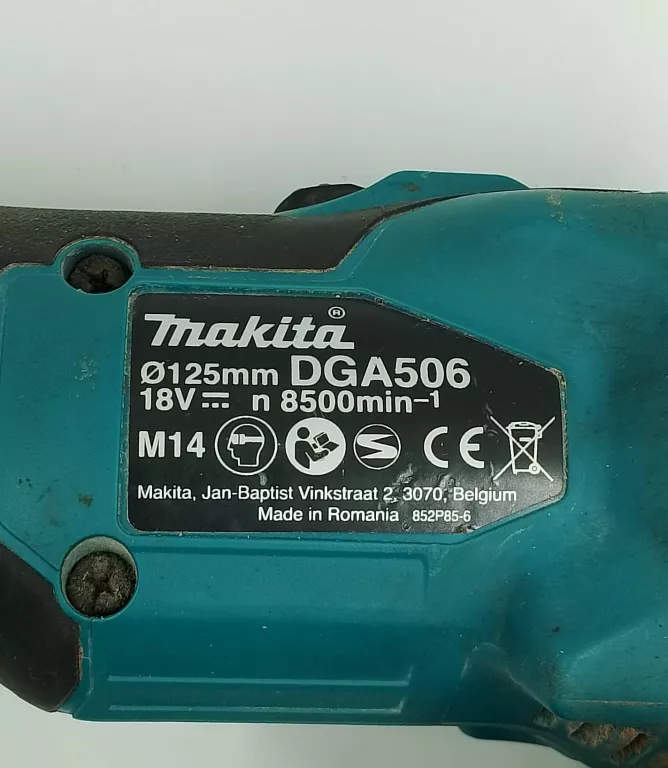 makita®
Ø125mm DGA506
18V⎓ n 8500min-1
M14 CE
Makita, Jan-Baptist Vinkstraat 2, 3070, Belgium
Made in Romania 852P85-6